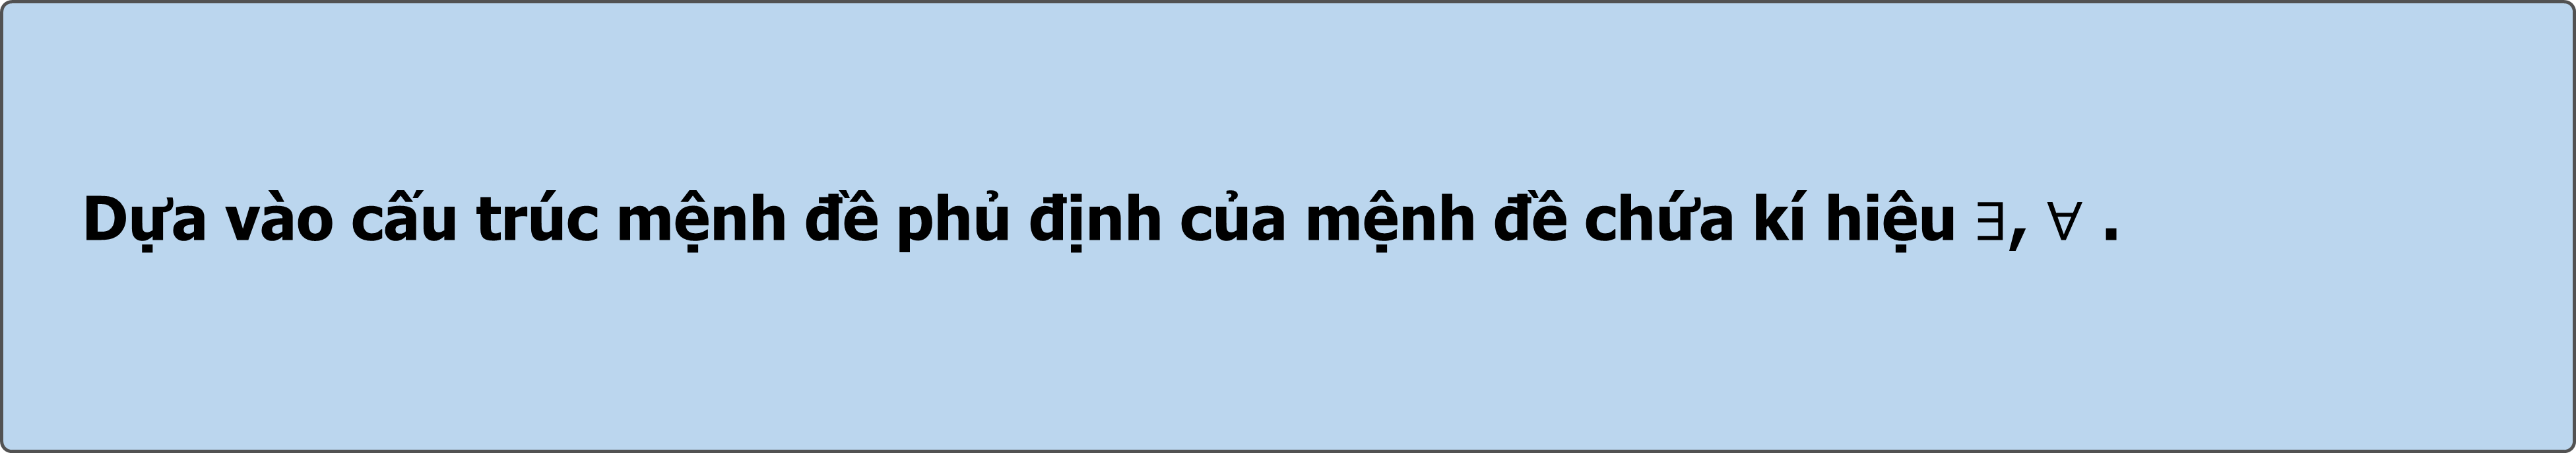 Dựa vào cấu trúc mệnh đề phủ định của mệnh đề chứa kí hiệu ∃, ∀ .